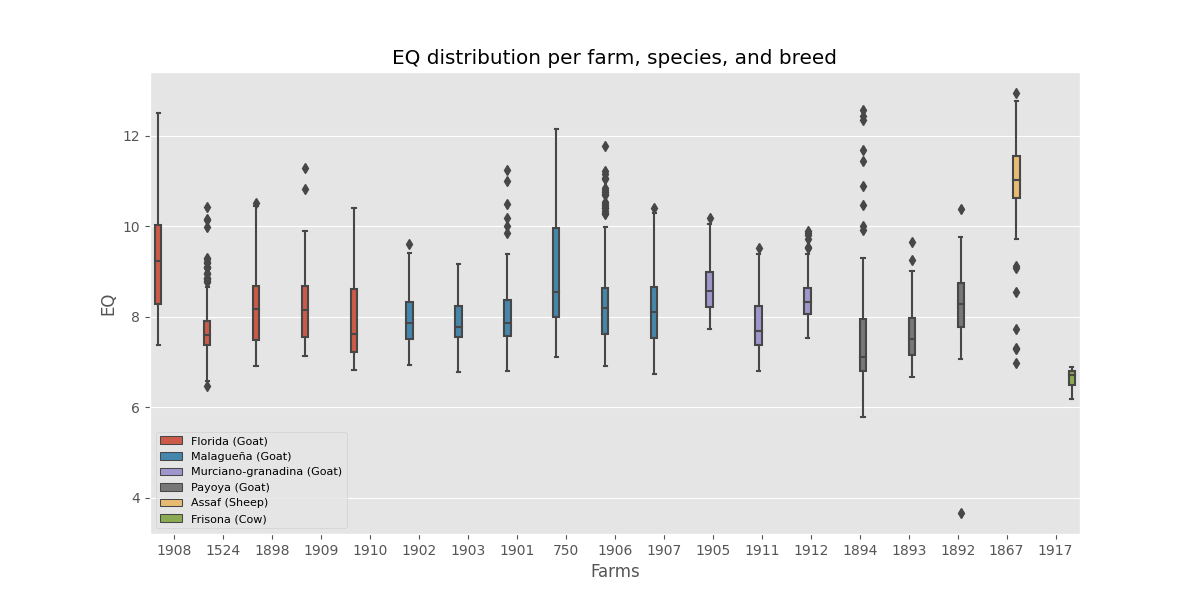 EQ distribution per farm, species, and breed
12
10
8
6
4
EQ
Florida (Goat)
Malagueña (Goat)
Murciano-granadina (Goat)
Payoya (Goat)
Assaf (Sheep)
Frisona (Cow)
1908 1524 1898 1909 1910 1902 1903 1901 750 1906 1907 1905 1911 1912 1894 1893 1892 1867 1917
Farms